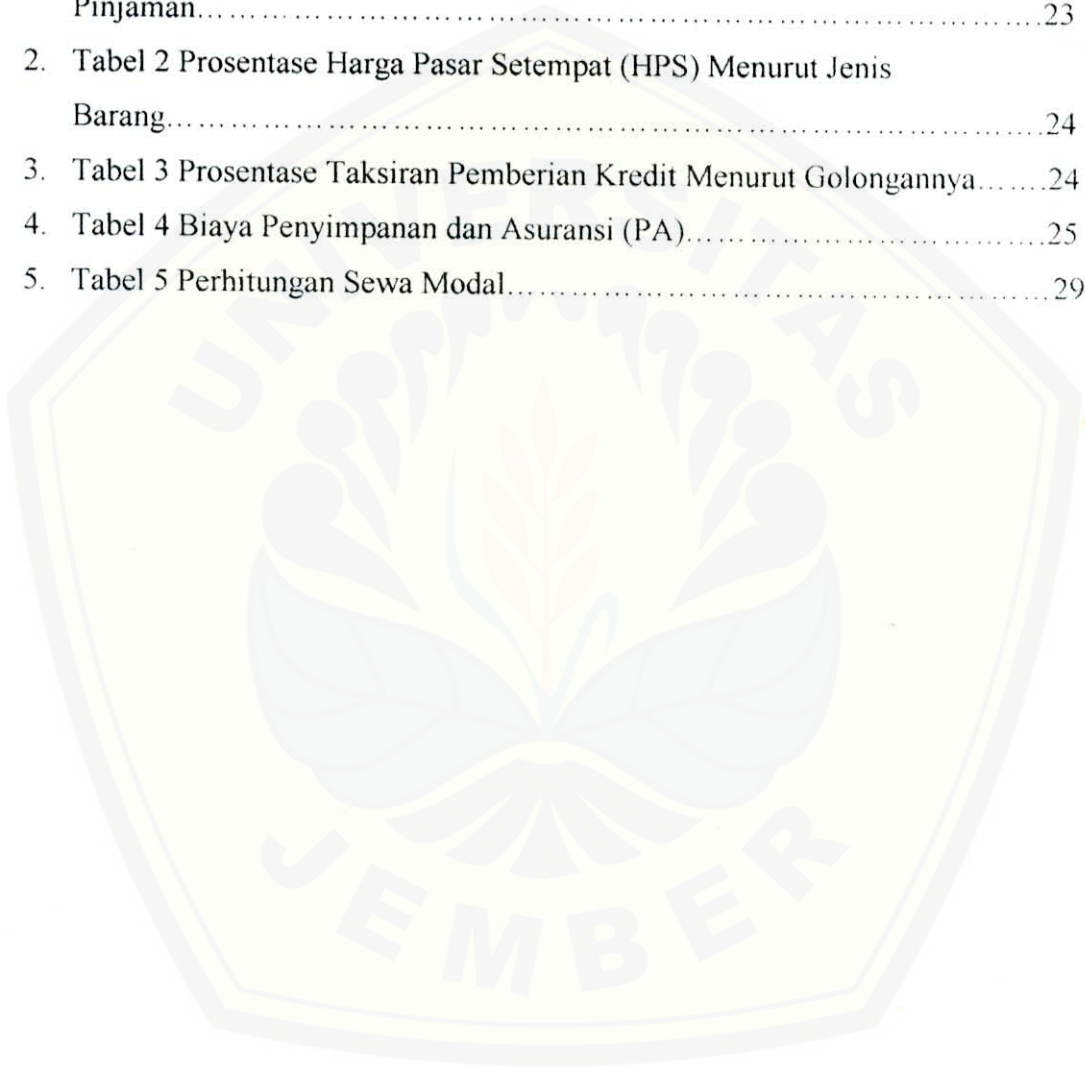 Pinjaman……………………………………………………………………23
2. Tabel 2 Prosentase Harga Pasar Setempat (HPS) Menurut Jenis
Barang………………………………………………………………………24
3. Tabel 3 Prosentase Taksiran Pemberian Kredit Menurut Golongannya…….24
4. Tabel 4 Biaya Penyimpanan dan Asuransi (PA)……………………………25
5. Tabel 5 Perhitungan Sewa Modal……………………………………………29
UNIVERSITAS
JEMBER